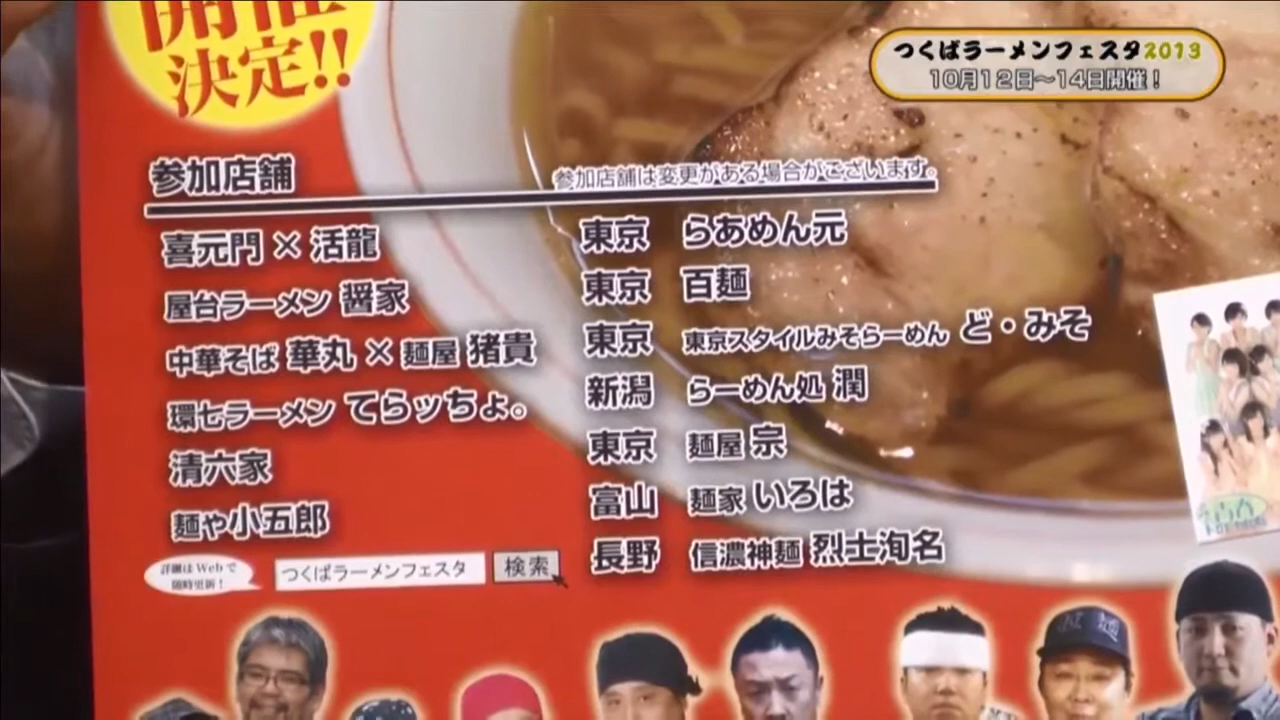 開催
決定!!
つくばラーメンフェスタ2013
10月12日～14日開催！
参加店舗
参加店舗は変更がある場合がございます。
喜元門 × 活龍
屋台ラーメン 醤家
中華そば 華丸 × 麺屋 猪貴
環七ラーメン てらッちょ。
清六家
麺や小五郎
東京 らあめん元
東京 百麺
東京 東京スタイルみそらーめん ど・みそ
新潟 らーめん処 潤
東京 麺屋 宗
富山 麺家 いろは
長野 信濃神麺 烈士洵名
詳細はWebで
随時更新！
つくばラーメンフェスタ 検索